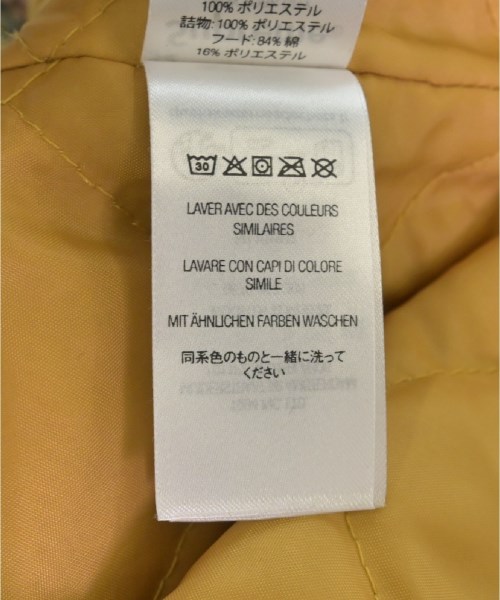 100% ポリエステル
詰物: 100% ポリエステル
フード: 84% 綿
16% ポリエステル
30
LAVER AVEC DES COULEURS
SIMILAIRES
LAVARE CON CAPI DI COLORE
SIMILE
MIT ÄHNLICHEN FARBEN WASCHEN
同系色のものと一緒に洗って
ください